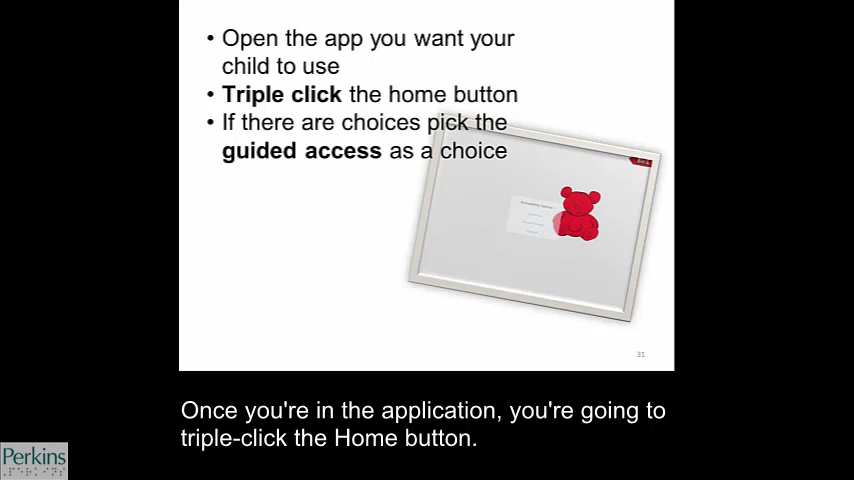 • Open the app you want your
child to use
• Triple click the home button
• If there are choices pick the
guided access as a choice
31
Once you're in the application, you're going to
triple-click the Home button.
Perkins